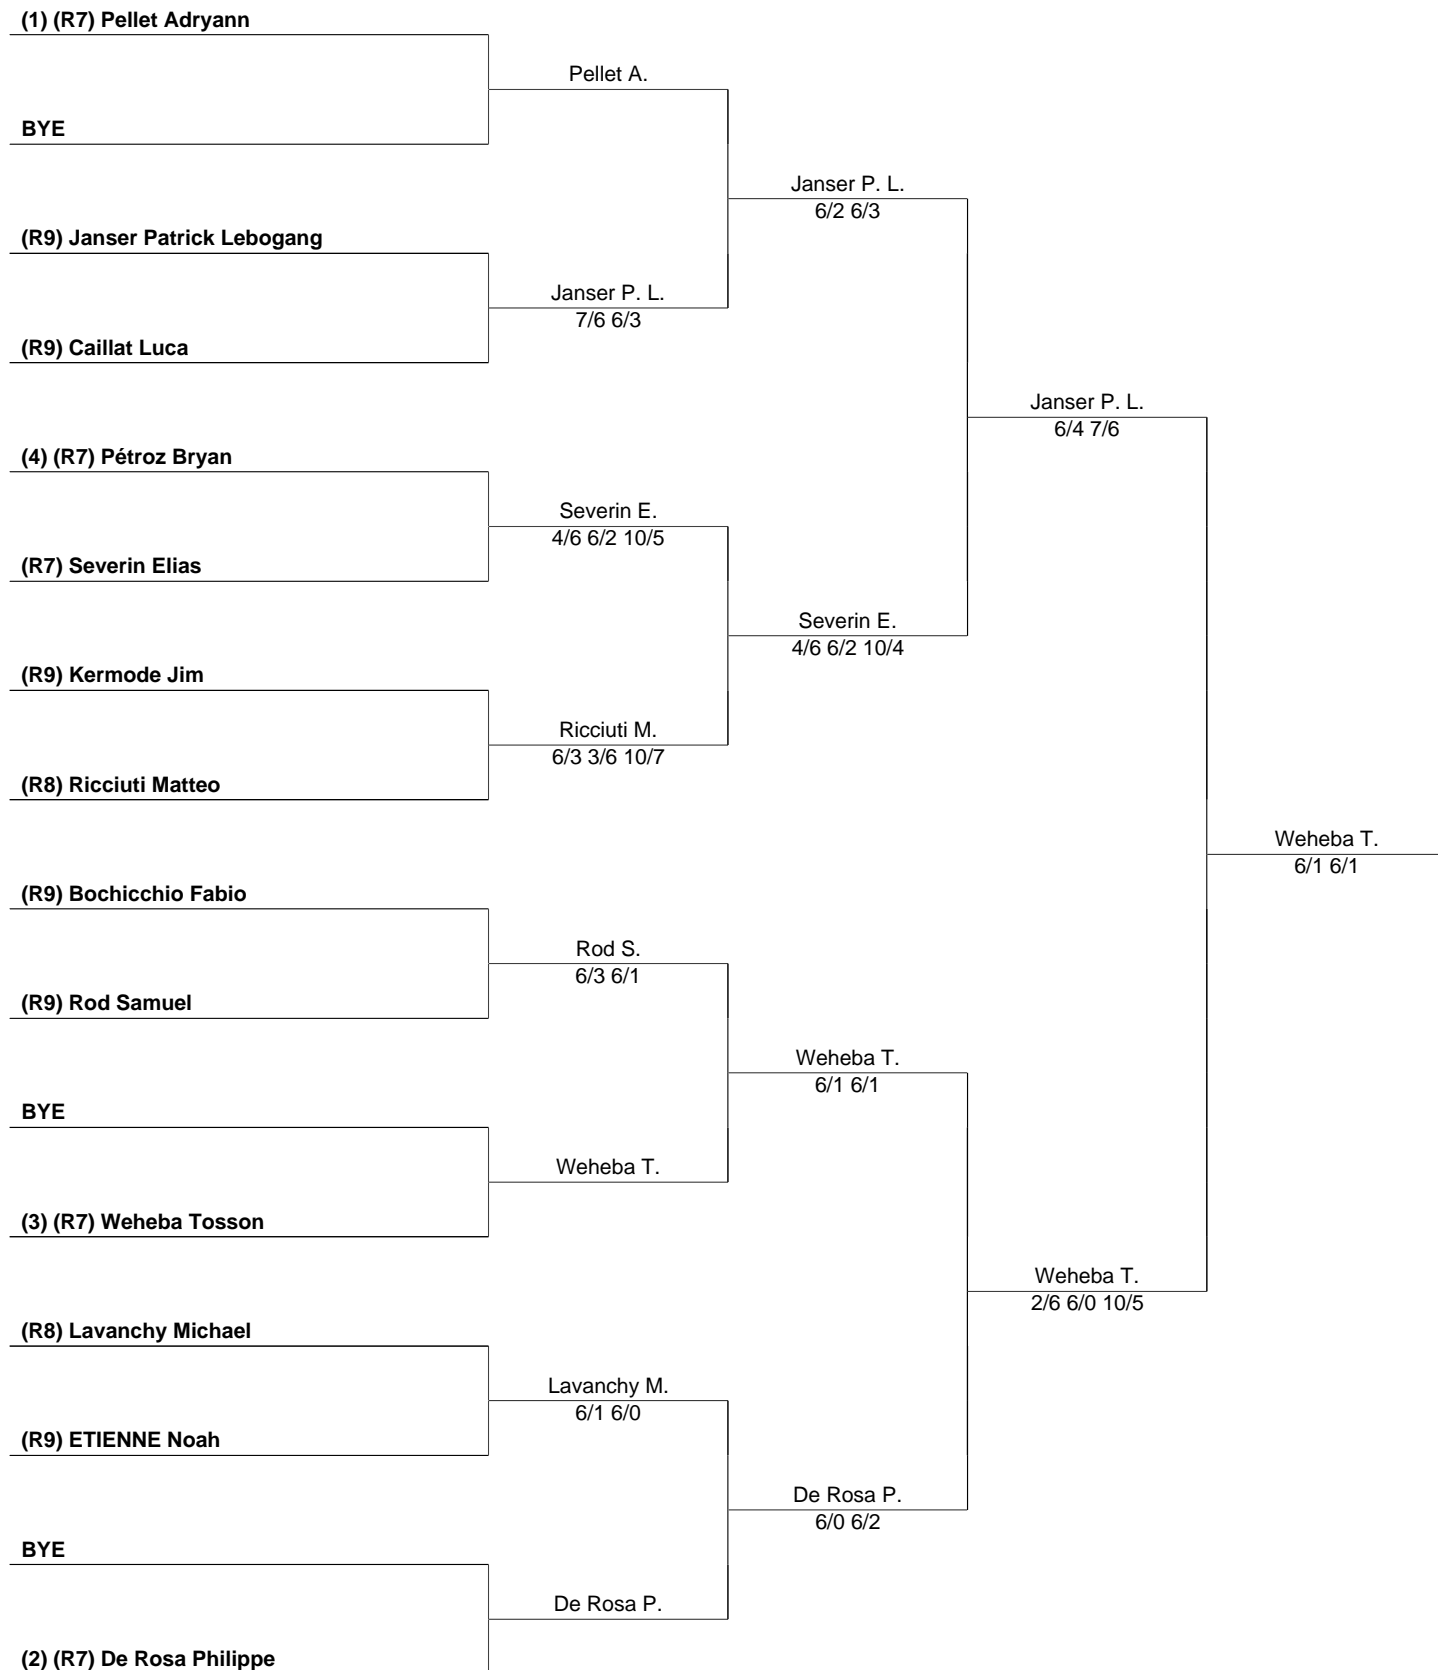 (1) (R7) Pellet Adryann
Pellet A.
BYE
Janser P. L.
6/2 6/3
(R9) Janser Patrick Lebogang
Janser P. L.
7/6 6/3
(R9) Caillat Luca
Janser P. L.
6/4 7/6
(4) (R7) Pétroz Bryan
Severin E.
4/6 6/2 10/5
(R7) Severin Elias
Severin E.
4/6 6/2 10/4
(R9) Kermode Jim
Ricciuti M.
6/3 3/6 10/7
(R8) Ricciuti Matteo
Weheba T.
6/1 6/1
(R9) Bochicchio Fabio
Rod S.
6/3 6/1
(R9) Rod Samuel
Weheba T.
6/1 6/1
BYE
Weheba T.
(3) (R7) Weheba Tosson
Weheba T.
2/6 6/0 10/5
(R8) Lavanchy Michael
Lavanchy M.
6/1 6/0
(R9) ETIENNE Noah
De Rosa P.
6/0 6/2
BYE
De Rosa P.
(2) (R7) De Rosa Philippe